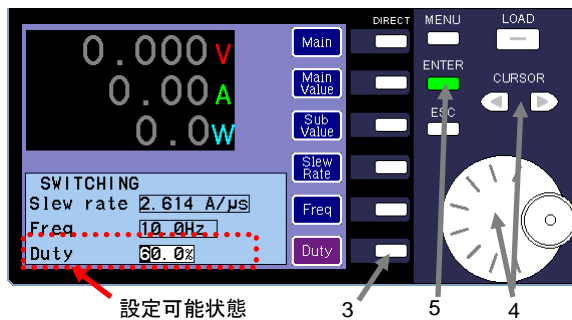 DIRECT MENU LOAD
0.000V
Main
ENTER
0.00A
Main
Value
CURSOR
0.0W
Sub
Value
ESC
Slew
Rate
SWITCHING
Slew rate 2.614 A/μs
Freq
Freq 10.0Hz
Duty 60.0%
Duty
設定可能状態
3
5
4